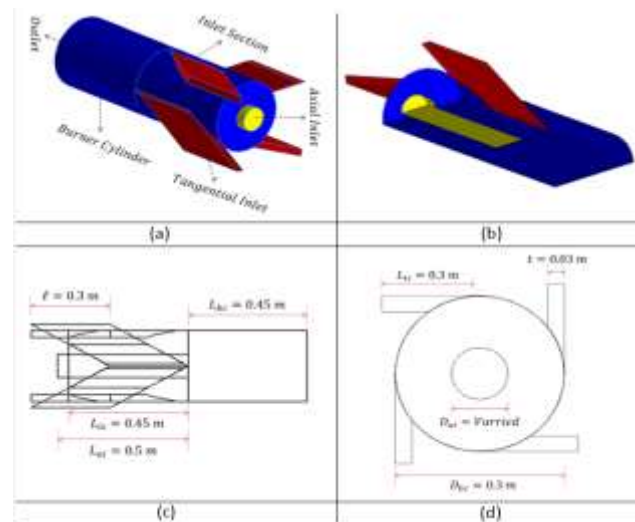 Outlet
Inlet Section
Axial Inlet
Burner Cylinder
Tangential Inlet
(a)
(b)
ℓ = 0.3 m
L_bc = 0.45 m
L_is = 0.45 m
L_ai = 0.5 m
(c)
t = 0.03 m
L_ti = 0.3 m
D_ai = Varried
D_bc = 0.3 m
(d)